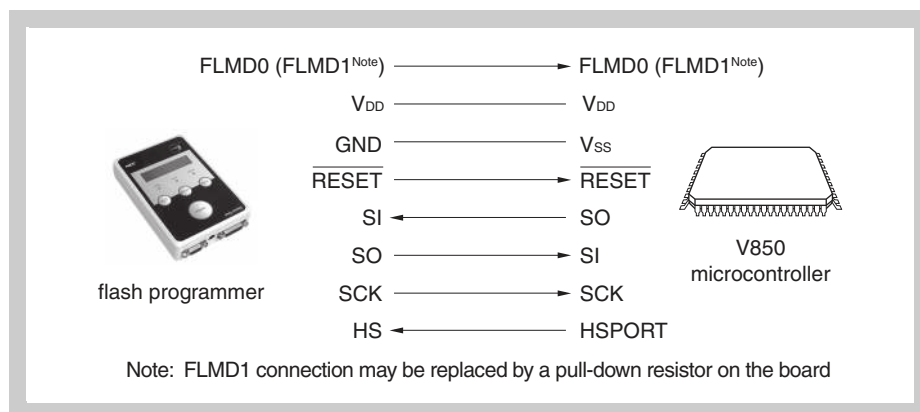 FLMD0 (FLMD1Note) FLMD0 (FLMD1Note)
VDD VDD
GND VSS
RESET RESET
SI SO
SO SI
SCK SCK
HS HSPORT
flash programmer
V850
microcontroller
Note: FLMD1 connection may be replaced by a pull-down resistor on the board